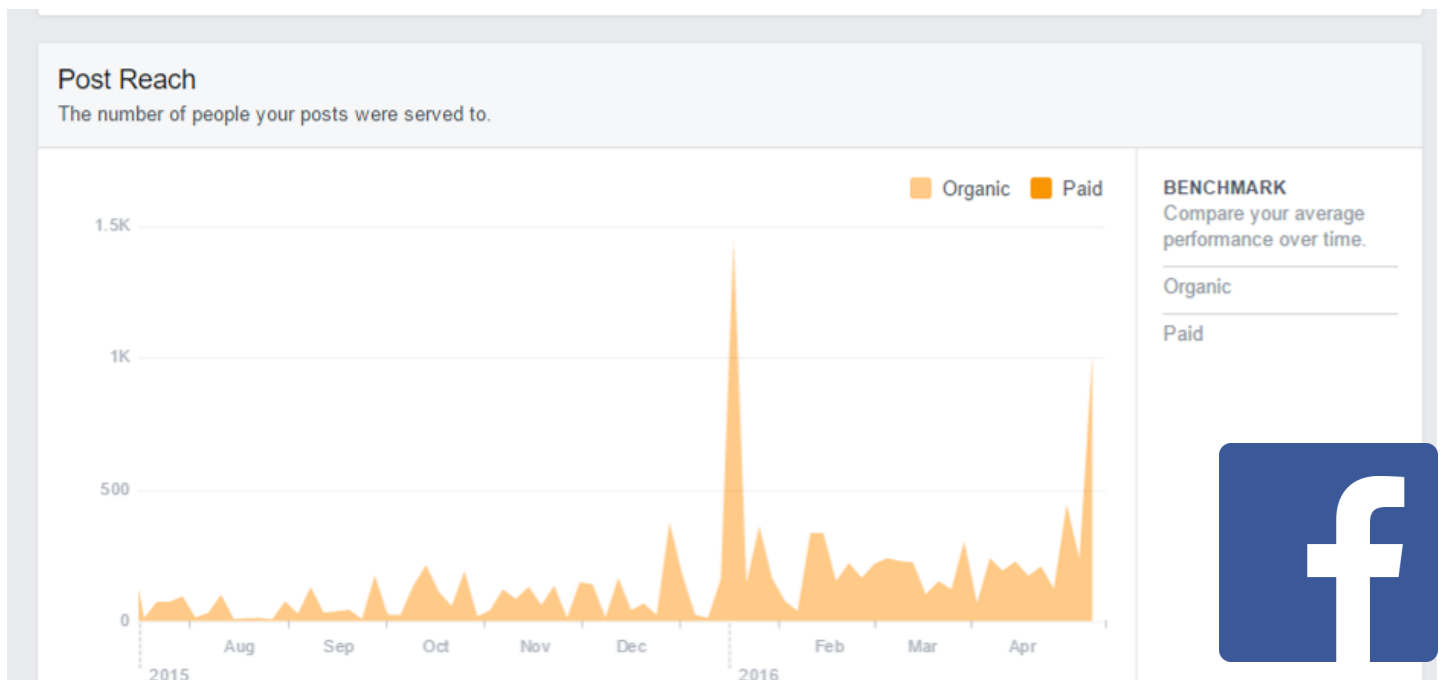 Post Reach
The number of people your posts were served to.
Organic Paid
BENCHMARK
Compare your average
performance over time.
Organic
Paid
1.5K
1K
500
0
Aug Sep Oct Nov Dec Feb Mar Apr
2015 2016
f